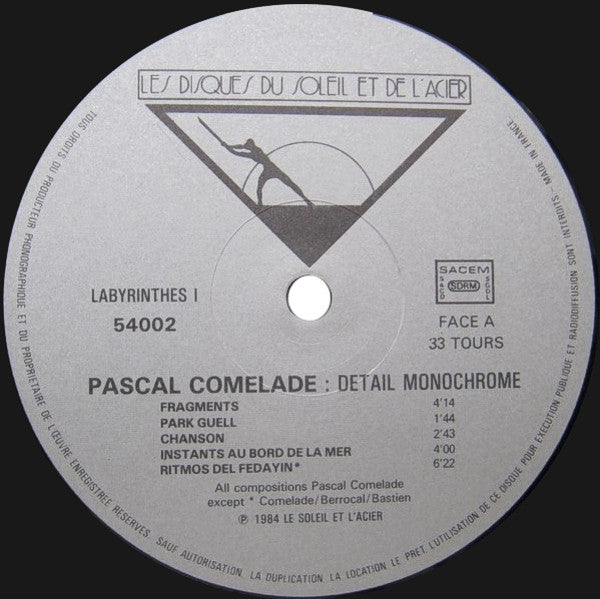 LES DISQUES DU SOLEIL ET DE L'ACIER
LABYRINTHES I
54002
SACEM
SACD
SDRM
SGDL
FACE A
33 TOURS
PASCAL COMELADE : DETAIL MONOCHROME
FRAGMENTS 4'14
PARK GUELL 1'44
CHANSON 2'43
INSTANTS AU BORD DE LA MER 4'00
RITMOS DEL FEDAYIN* 6'22
All compositions Pascal Comelade
except * Comelade/Berrocal/Bastien
℗ 1984 LE SOLEIL ET L'ACIER
TOUS DROITS DU PRODUCTEUR PHONOGRAPHIQUE ET DU PROPRIETAIRE DE L'ŒUVRE ENREGISTREE RESERVES. SAUF AUTORISATION, LA DUPLICATION, LA LOCATION LE PRET, L'UTILISATION DE CE DISQUE POUR EXECUTION PUBLIQUE ET RADIODIFFUSION SONT INTERDITS - MADE IN FRANCE